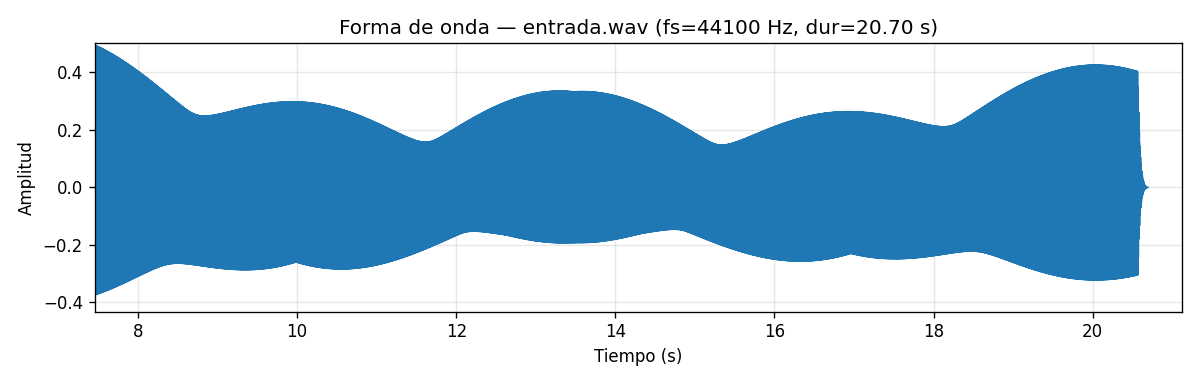 Forma de onda — entrada.wav (fs=44100 Hz, dur=20.70 s)
Amplitud
0.4
0.2
0.0
−0.2
−0.4
8 10 12 14 16 18 20
Tiempo (s)